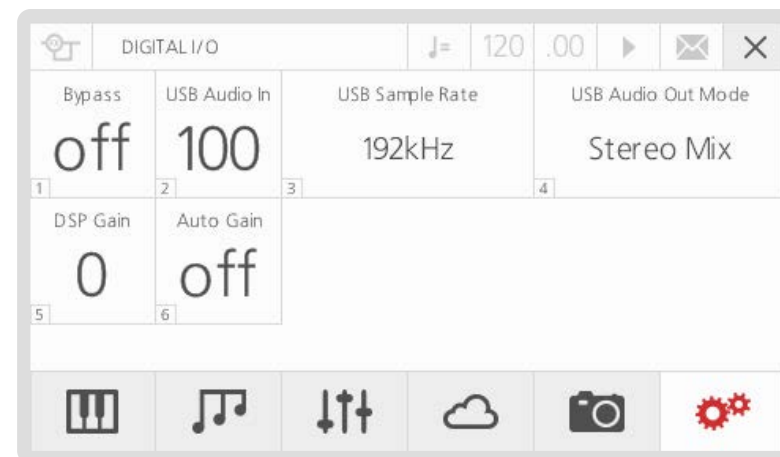 DIGITAL I/O
♩= 120 .00
Bypass
off
1
USB Audio In
100
2
USB Sample Rate
192kHz
3
USB Audio Out Mode
Stereo Mix
4
DSP Gain
0
5
Auto Gain
off
6